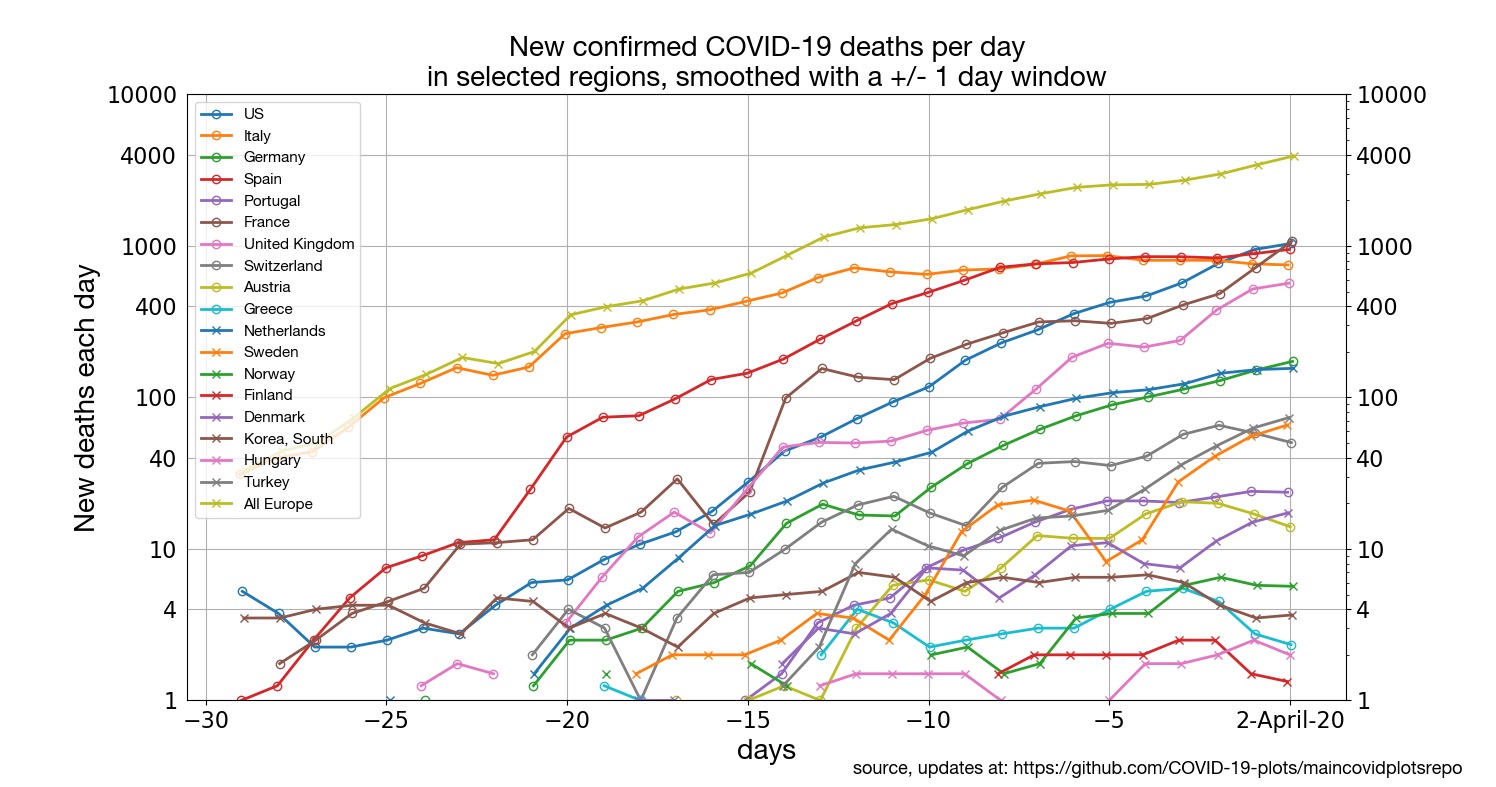 New confirmed COVID-19 deaths per day
in selected regions, smoothed with a +/- 1 day window
10000
4000
1000
400
100
40
10
4
1
New deaths each day
US
Italy
Germany
Spain
Portugal
France
United Kingdom
Switzerland
Austria
Greece
Netherlands
Sweden
Norway
Finland
Denmark
Korea, South
Hungary
Turkey
All Europe
10000
4000
1000
400
100
40
10
4
1
−30 −25 −20 −15 −10 −5 2-April-20
days
source, updates at: https://github.com/COVID-19-plots/maincovidplotsrepo